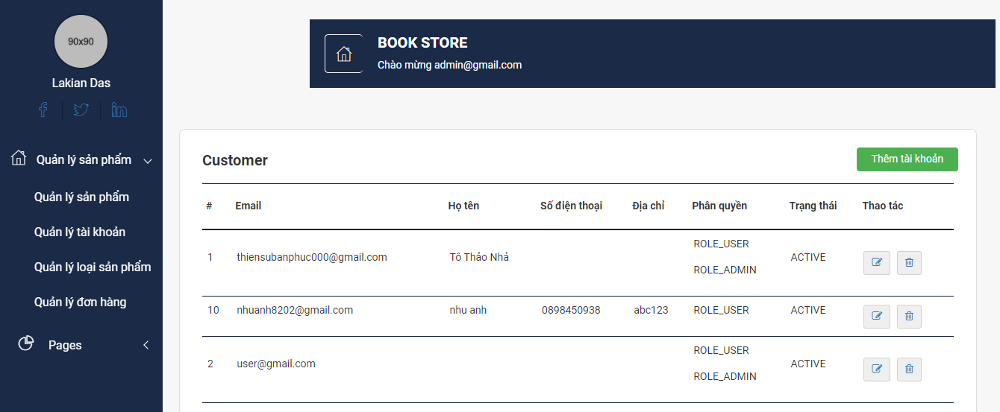 90x90
Lakian Das
Quản lý sản phẩm
Quản lý sản phẩm
Quản lý tài khoản
Quản lý loại sản phẩm
Quản lý đơn hàng
Pages
BOOK STORE
Chào mừng admin@gmail.com
Customer
Thêm tài khoản
# Email Họ tên Số điện thoại Địa chỉ Phân quyền Trạng thái Thao tác
1 thiensubanphuc000@gmail.com Tô Thảo Nhả ROLE_USER ACTIVE
ROLE_ADMIN
10 nhuanh8202@gmail.com nhu anh 0898450938 abc123 ROLE_USER ACTIVE
2 user@gmail.com ROLE_USER ACTIVE
ROLE_ADMIN